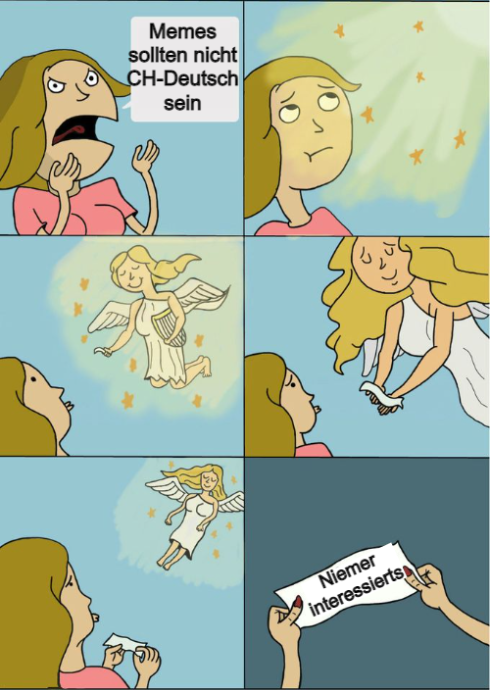 Memes
sollten nicht
CH-Deutsch
sein
Niemer
interessierts